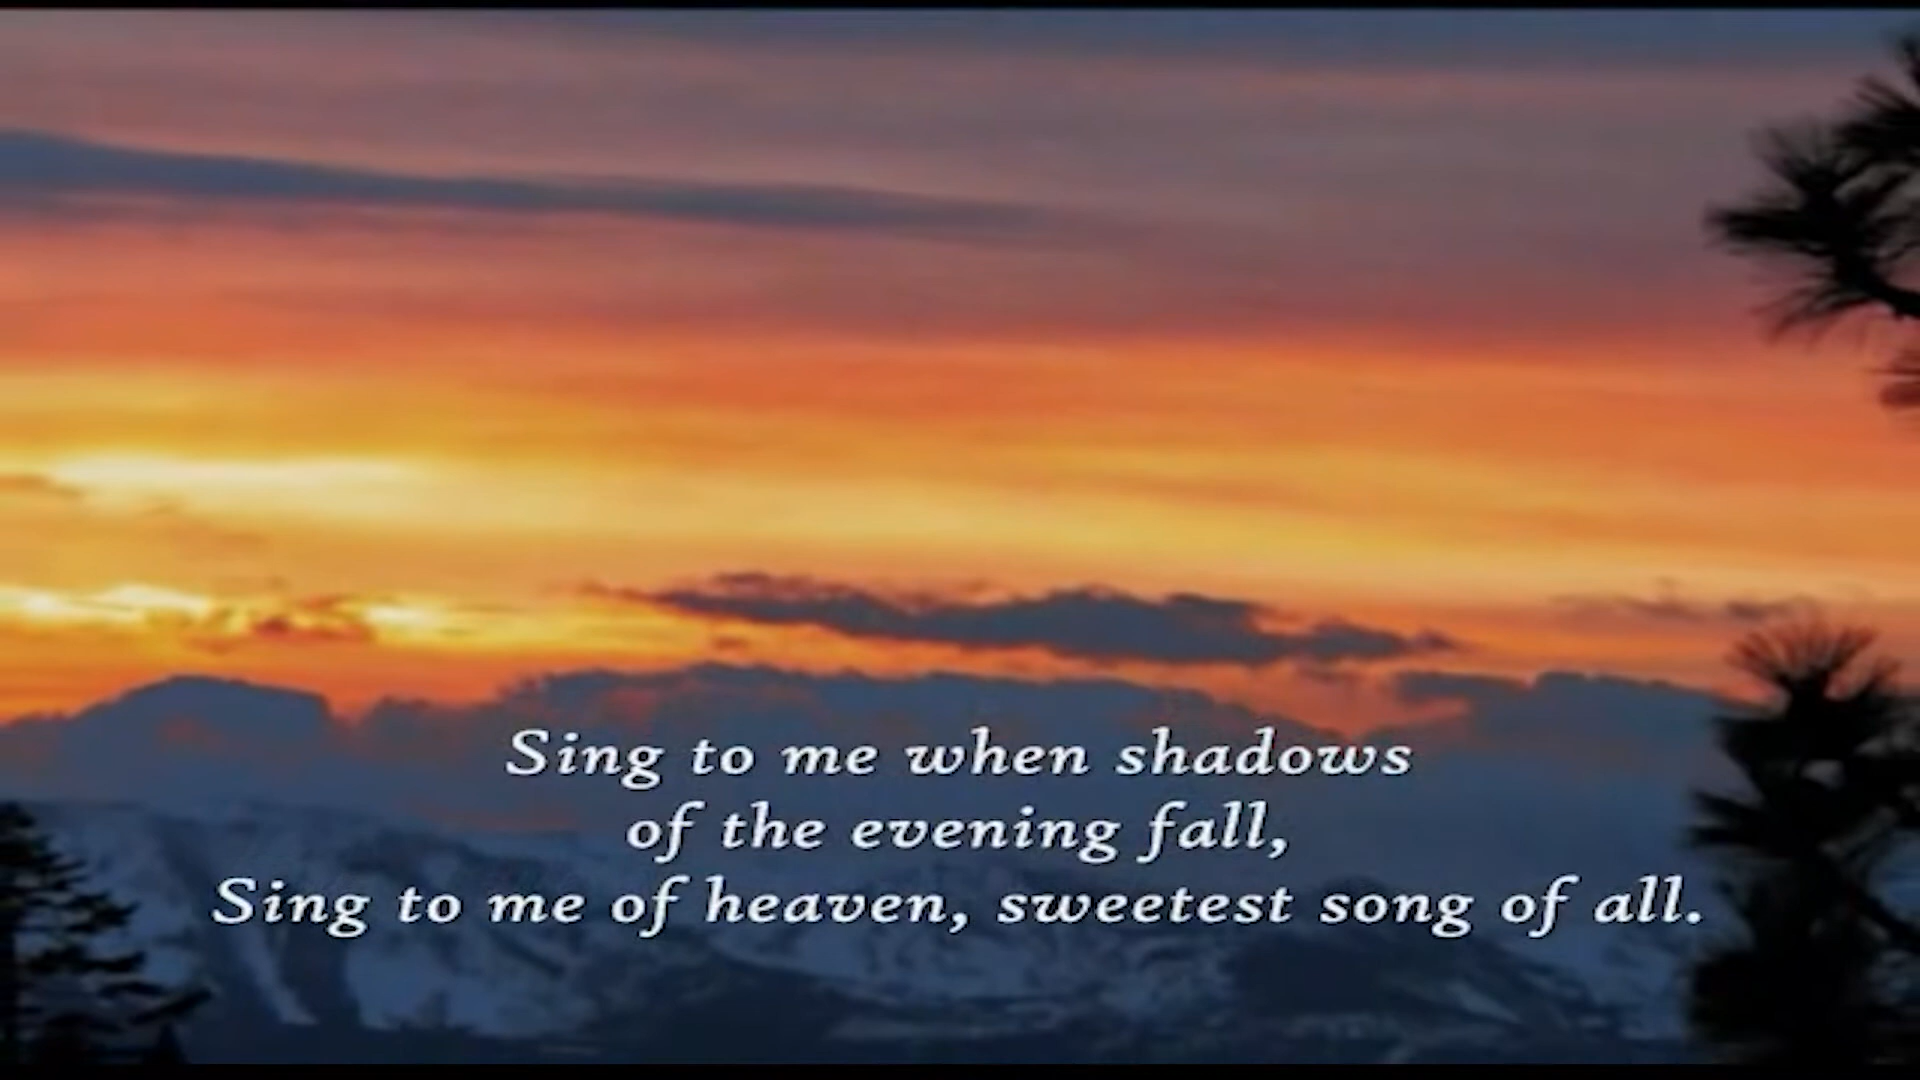 Sing to me when shadows
of the evening fall,
Sing to me of heaven, sweetest song of all.